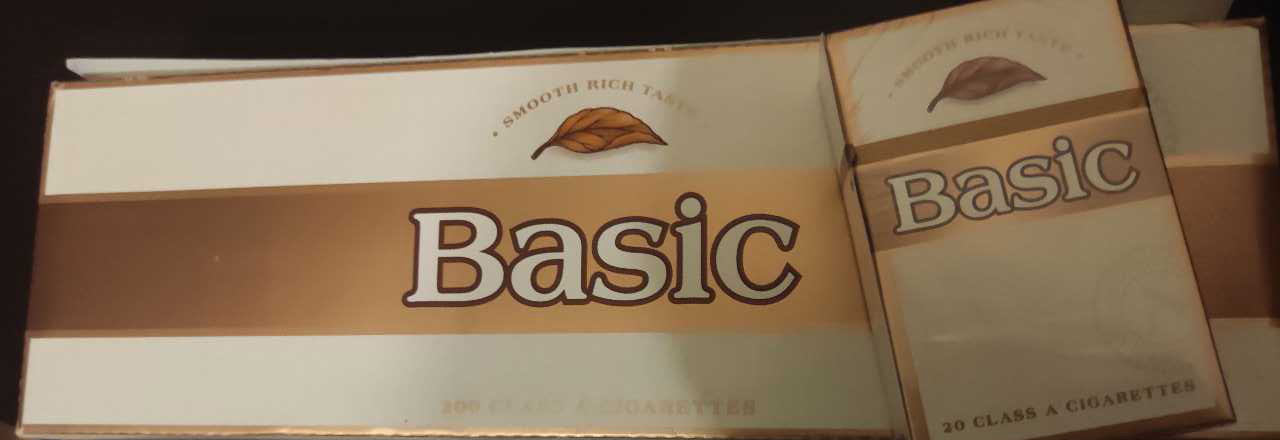 • SMOOTH RICH TASTE
Basic
200 CLASS A CIGARETTES
• SMOOTH RICH TASTE •
Basic
20 CLASS A CIGARETTES